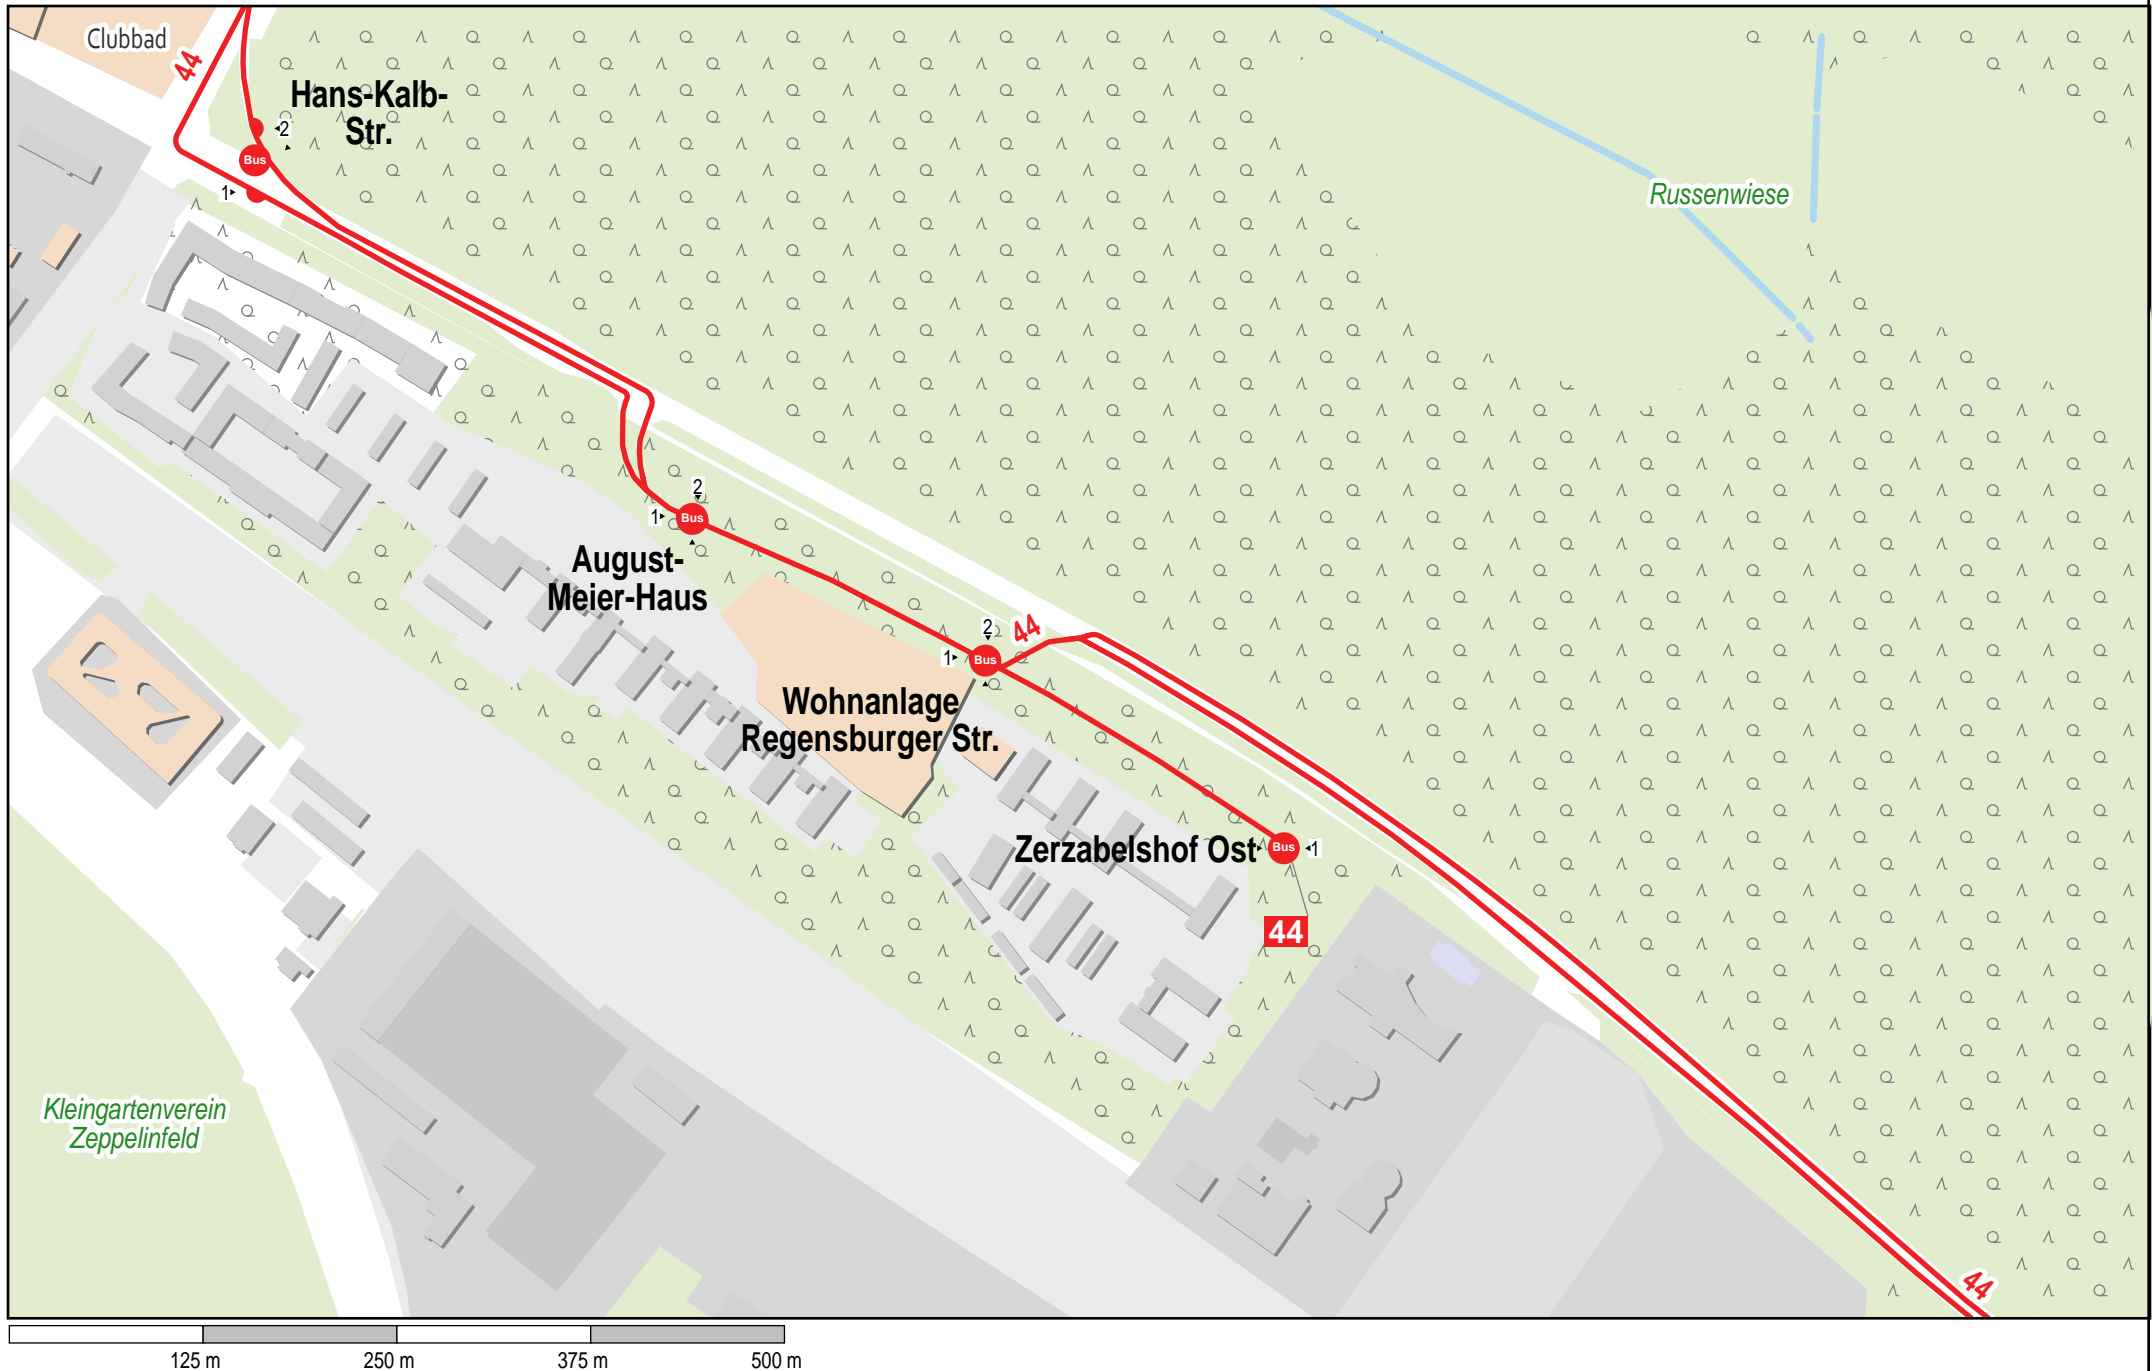 Clubbad
44
Hans-Kalb-
Str.
2
Bus
1
Russenwiese
2
1
Bus
August-
Meier-Haus
2
44
1
Bus
Wohnanlage
Regensburger Str.
Zerzabelshof Ost
Bus
1
44
Kleingartenverein
Zeppelinfeld
44
125 m
250 m
375 m
500 m